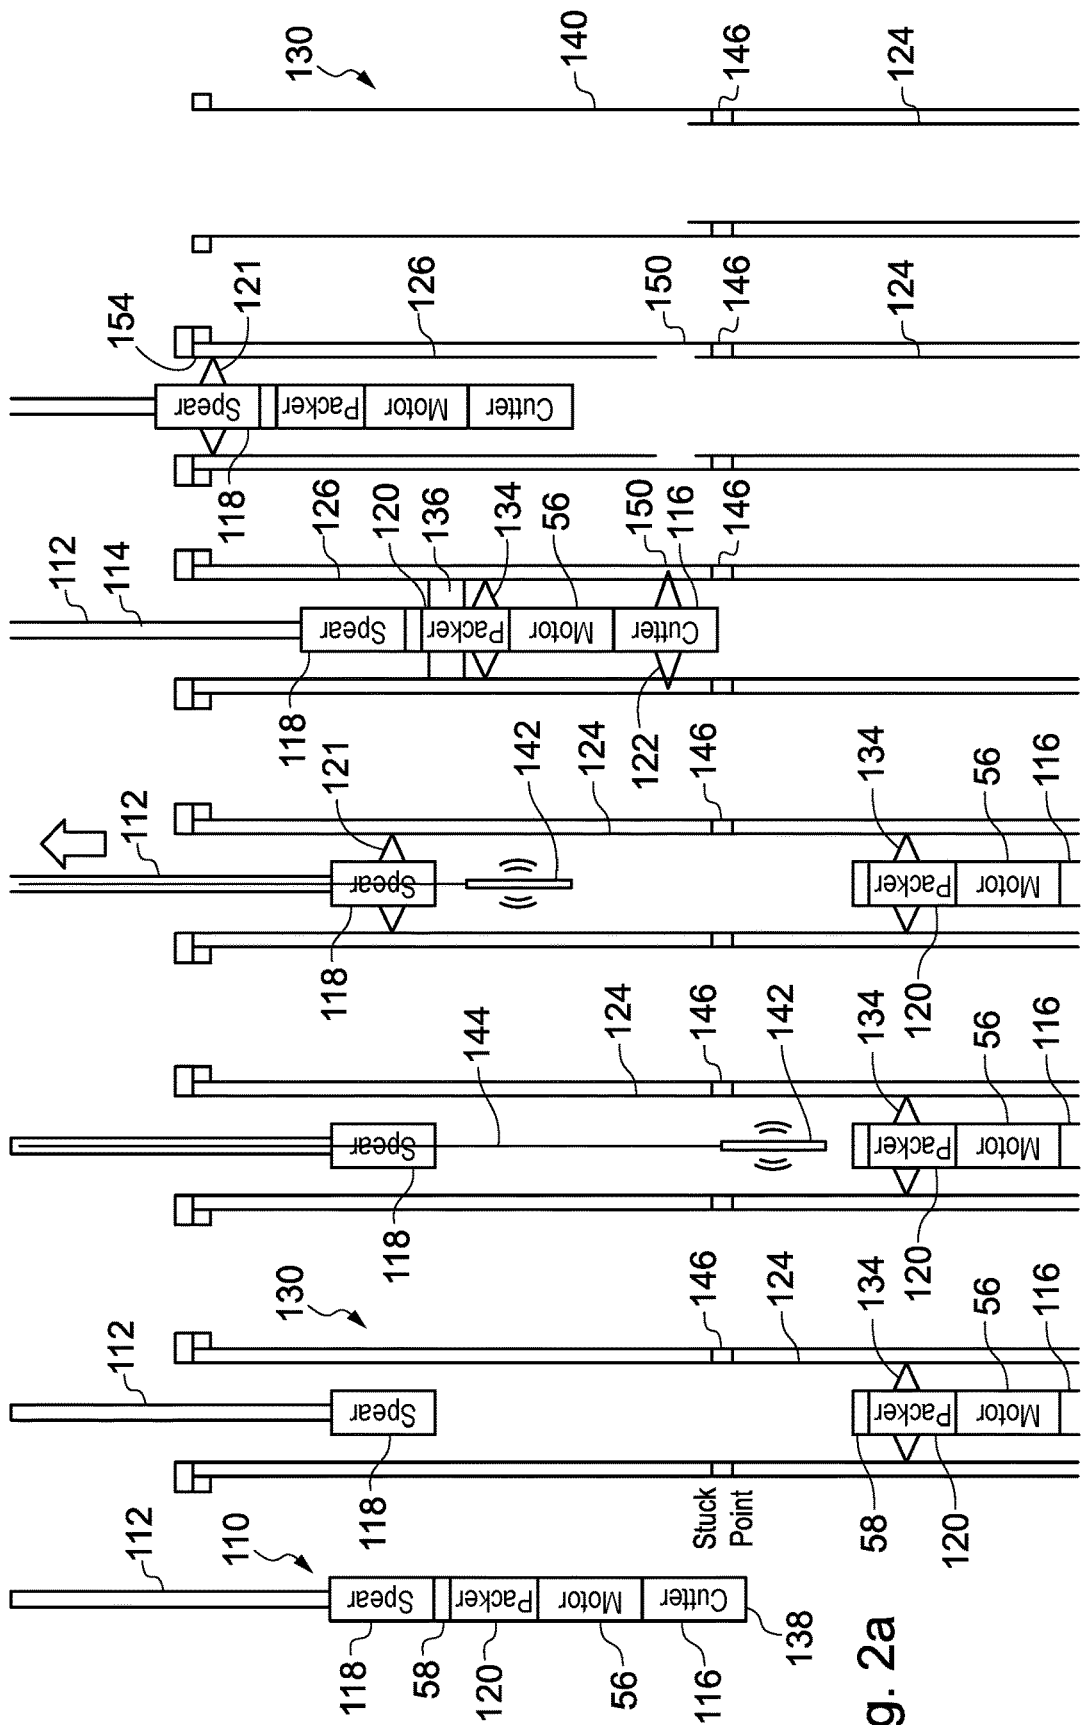 112
110
118
Spear
58
120
Packer
56
Motor
116
Cutter
138
112
130
118
Spear
Stuck
Point
146
124
58
134
120
Packer
Motor
56
116
118
Spear
144
124
146
142
134
120
Packer
Motor
56
116
112
121
118
Spear
142
124
146
134
120
Packer
Motor
56
116
112
114
118
Spear
126
120
136
Packer
134
Motor
56
122
Cutter
150
116
146
154
121
118
Spear
Packer
126
Motor
Cutter
150
146
124
130
140
146
124
g. 2a